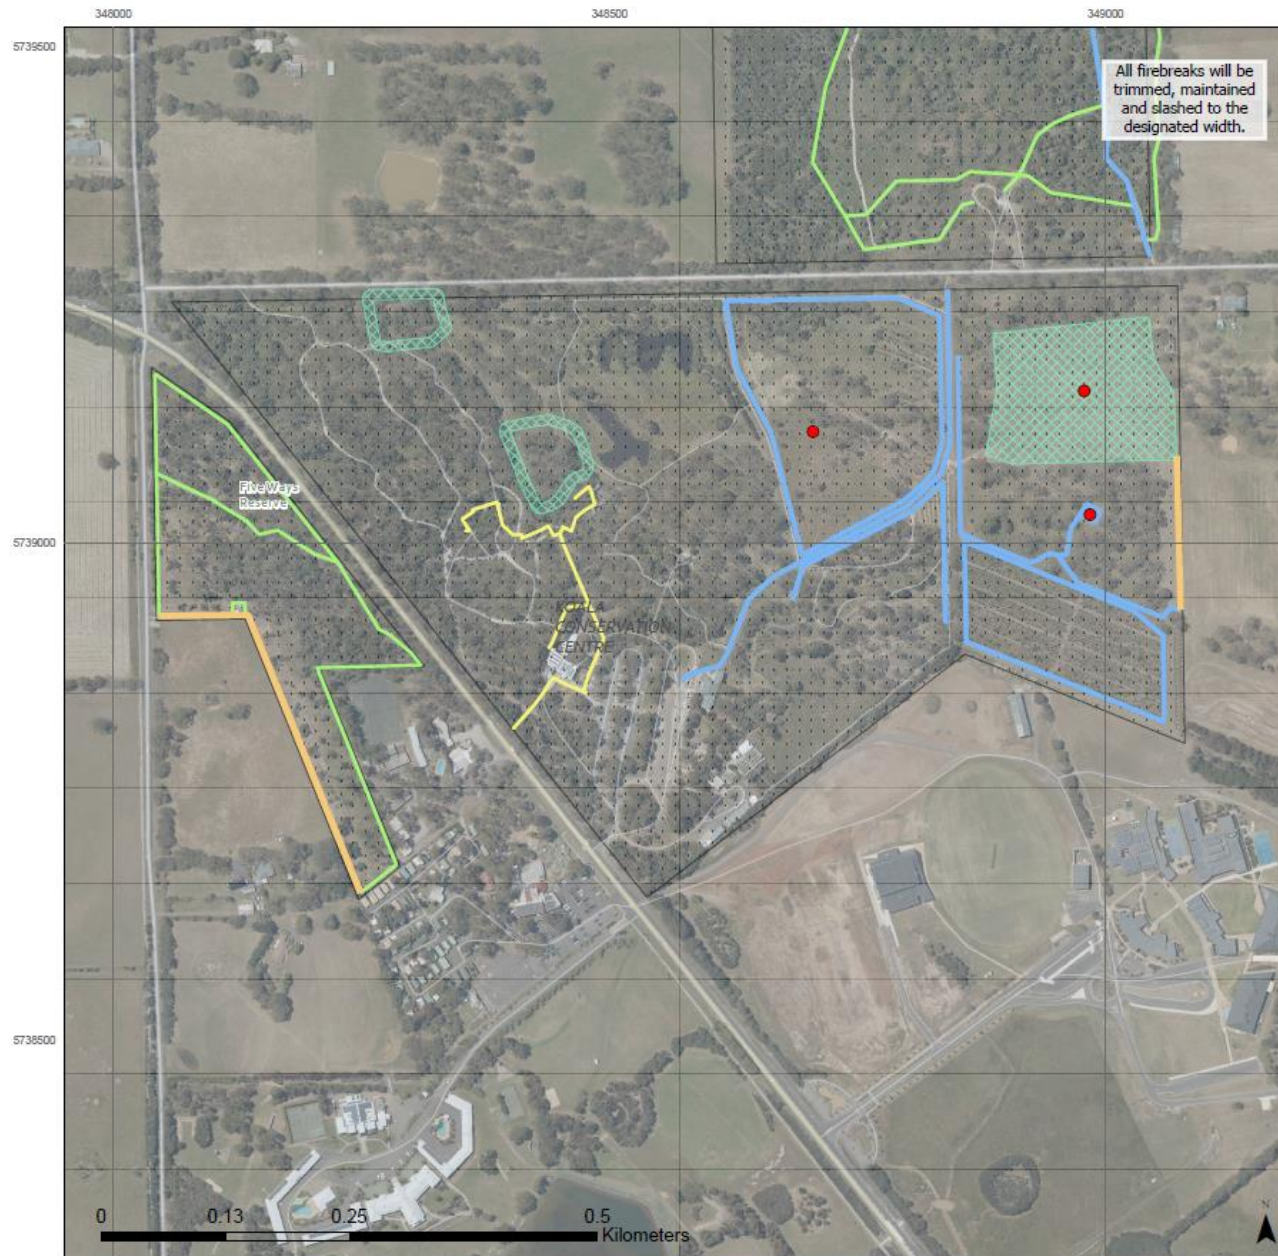 348000
348500
349000
5739500
All firebreaks will be
trimmed, maintained
and slashed to the
designated width.
Five Ways
Reserve
5739000
KOALA
CONSERVATION
CENTRE
5738500
0
0.13
0.25
0.5
Kilometers
N